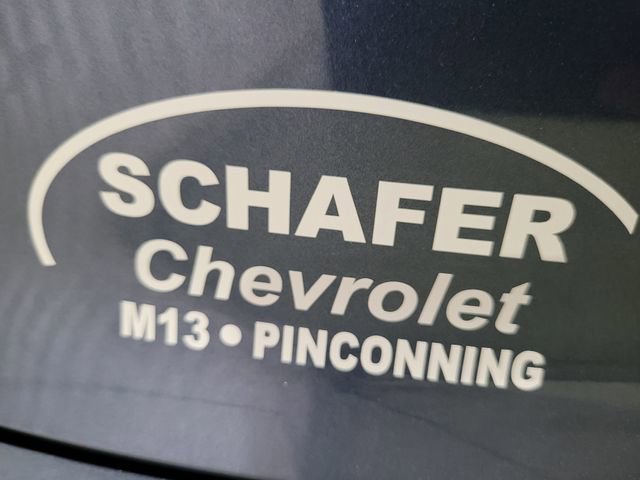 SCHAFER
Chevrolet
M13 • PINCONNING